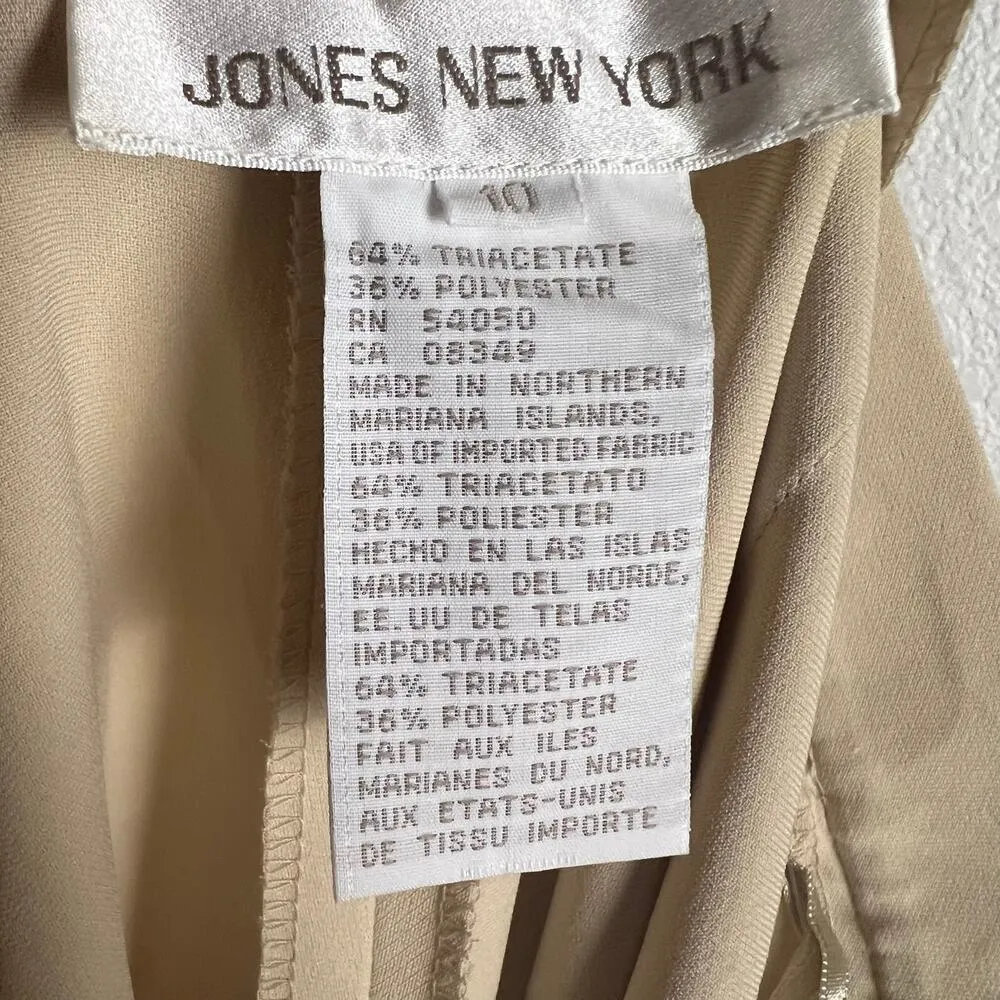 JONES NEW YORK
10
64% TRIACETATE
36% POLYESTER
RN 54050
CA 08349
MADE IN NORTHERN
MARIANA ISLANDS,
USA OF IMPORTED FABRIC
64% TRIACETATO
36% POLIESTER
HECHO EN LAS ISLAS
MARIANA DEL NORDE,
EE.UU DE TELAS
IMPORTADAS
64% TRIACETATE
36% POLYESTER
FAIT AUX ILES
MARIANES DU NORD,
AUX ETATS-UNIS
DE TISSU IMPORTE